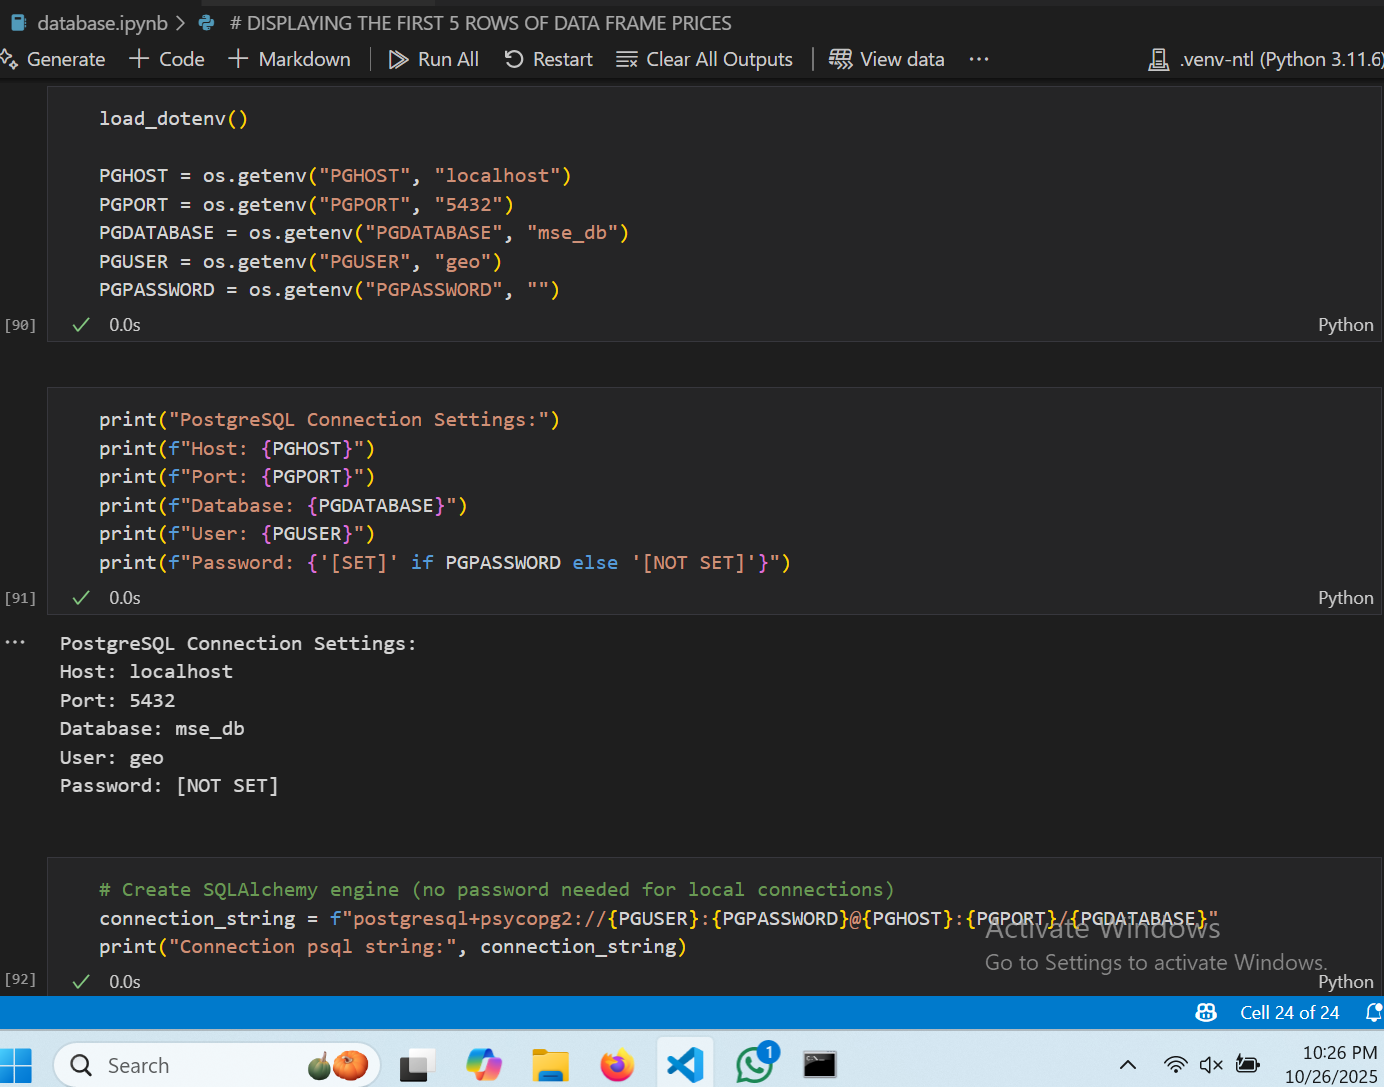 database.ipynb > # DISPLAYING THE FIRST 5 ROWS OF DATA FRAME PRICES
Generate + Code + Markdown Run All Restart Clear All Outputs View data ... .venv-ntl (Python 3.11.6)
load_dotenv()
PGHOST = os.getenv("PGHOST", "localhost")
PGPORT = os.getenv("PGPORT", "5432")
PGDATABASE = os.getenv("PGDATABASE", "mse_db")
PGUSER = os.getenv("PGUSER", "geo")
PGPASSWORD = os.getenv("PGPASSWORD", "")
[90] 0.0s Python
print("PostgreSQL Connection Settings:")
print(f"Host: {PGHOST}")
print(f"Port: {PGPORT}")
print(f"Database: {PGDATABASE}")
print(f"User: {PGUSER}")
print(f"Password: {'[SET]' if PGPASSWORD else '[NOT SET]'}")
[91] 0.0s Python
... PostgreSQL Connection Settings:
Host: localhost
Port: 5432
Database: mse_db
User: geo
Password: [NOT SET]
# Create SQLAlchemy engine (no password needed for local connections)
connection_string = f"postgresql+psycopg2://{PGUSER}:{PGPASSWORD}@{PGHOST}:{PGPORT}/{PGDATABASE}"
print("Connection psql string:", connection_string)
Activate Windows
Go to Settings to activate Windows.
[92] 0.0s Python
Cell 24 of 24
Search
1
10:26 PM
10/26/2025